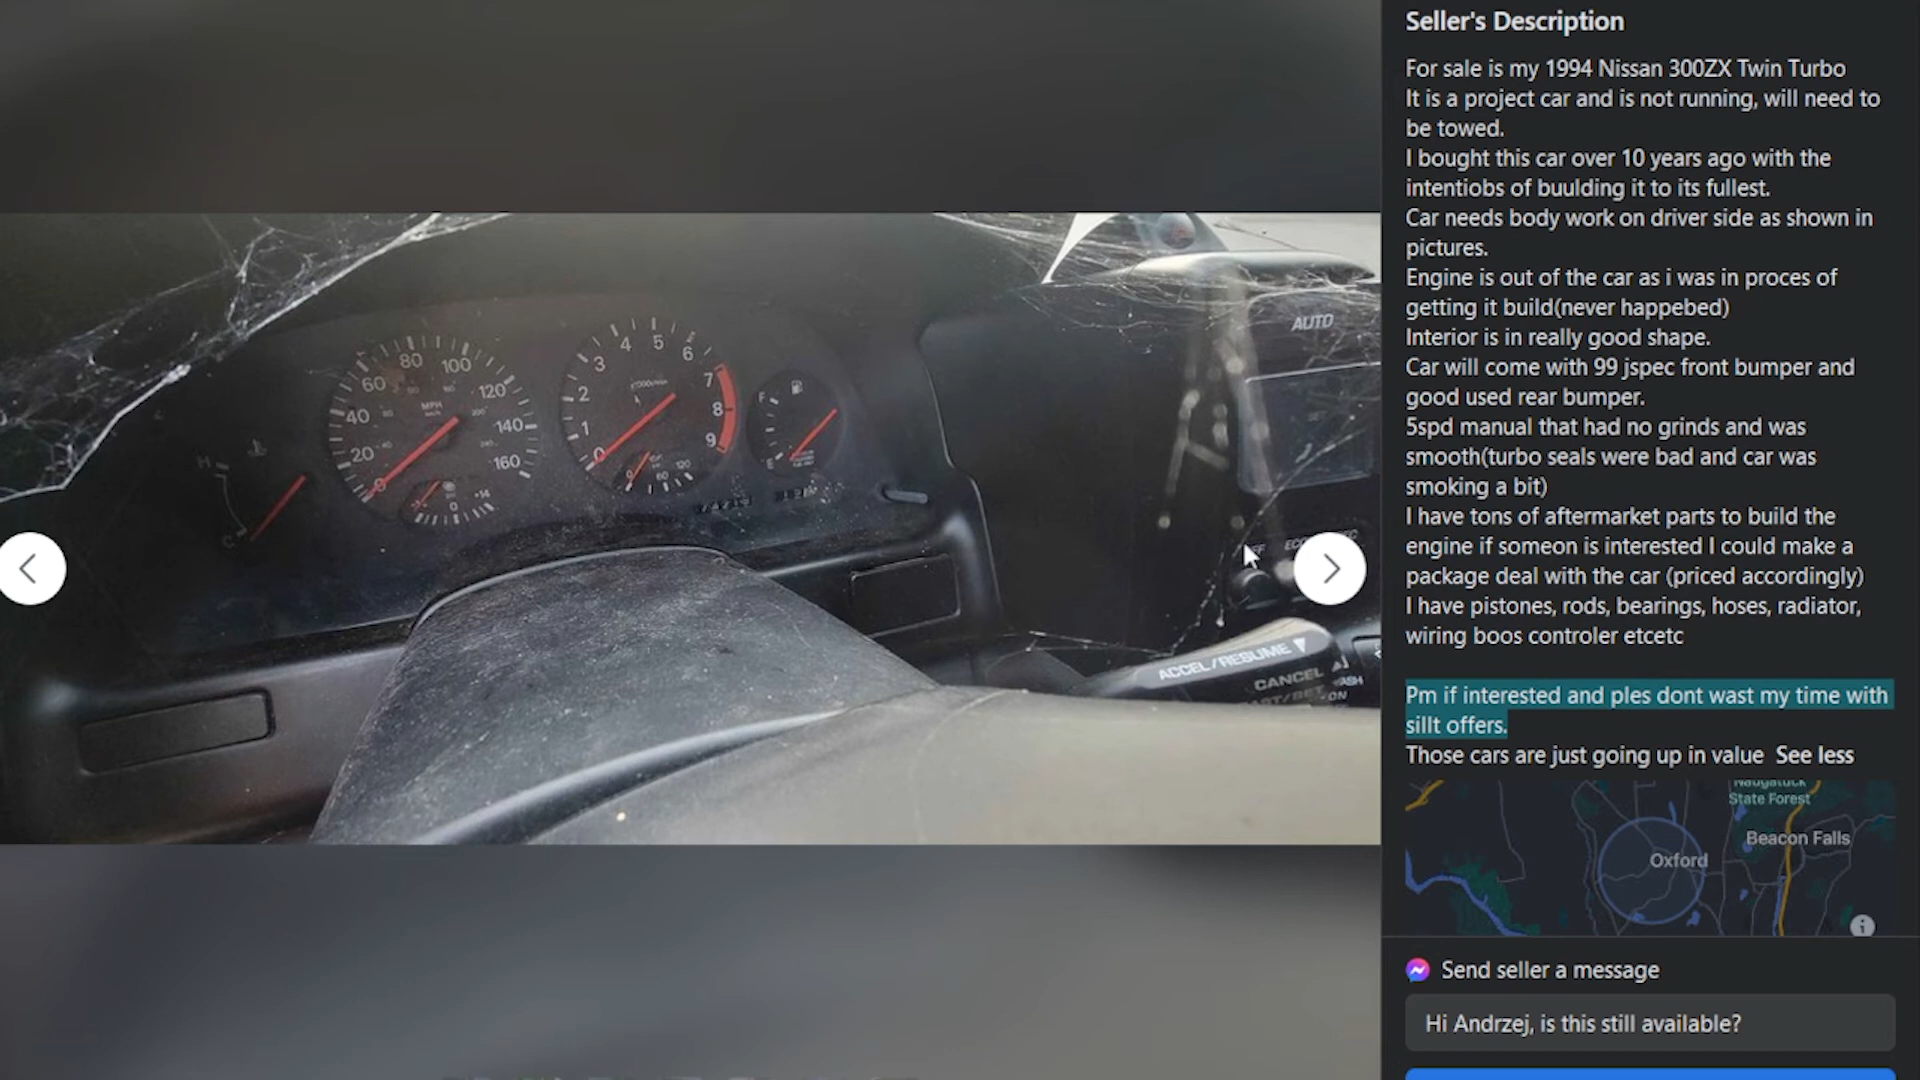 Seller's Description
For sale is my 1994 Nissan 300ZX Twin Turbo
It is a project car and is not running, will need to
be towed.
I bought this car over 10 years ago with the
intentiobs of buulding it to its fullest.
Car needs body work on driver side as shown in
pictures.
Engine is out of the car as i was in proces of
getting it build(never happebed)
Interior is in really good shape.
Car will come with 99 jspec front bumper and
good used rear bumper.
5spd manual that had no grinds and was
smooth(turbo seals were bad and car was
smoking a bit)
I have tons of aftermarket parts to build the
engine if someon is interested I could make a
package deal with the car (priced accordingly)
I have pistones, rods, bearings, hoses, radiator,
wiring boos controler etcetc
Pm if interested and ples dont wast my time with
sillt offers.
Those cars are just going up in value See less
Naugatuck
State Forest
Beacon Falls
Oxford
Send seller a message
Hi Andrzej, is this still available?
H
C
0 20 40 60 80 100 120 140 160
MPH
0 1 2 3 4 5 6 7 8 9
0 60 120
F
E
AUTO
ACCEL/RESUME
CANCEL